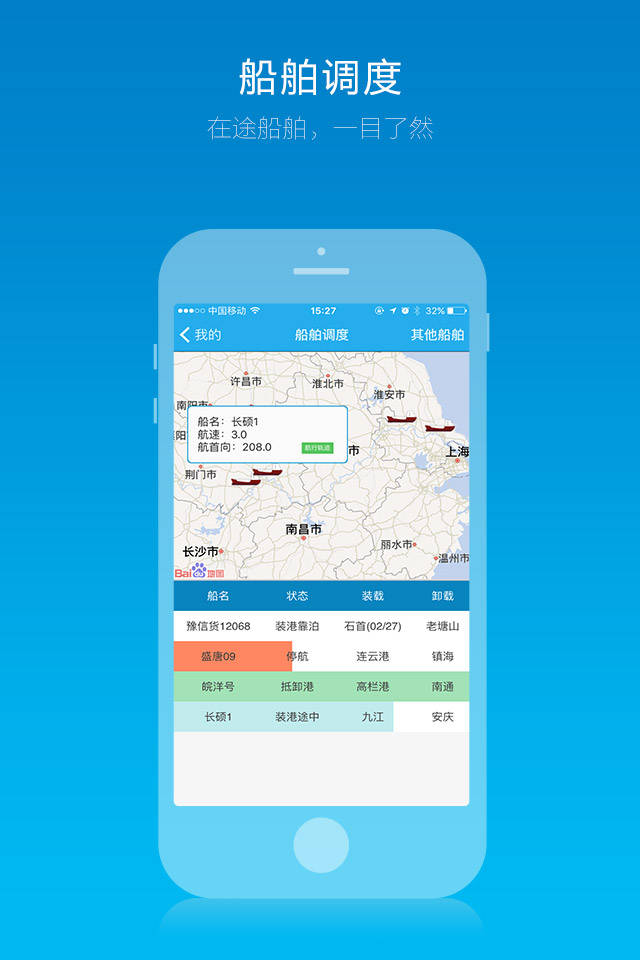 船舶调度
在途船舶，一目了然
中国移动 15:27 32%
我的 船舶调度 其他船舶
许昌市
淮北市
淮安市
南阳
船名：长硕1
航速：3.0
航首向：208.0
航行轨迹
阳
市
上海
荆门市
南昌市
丽水市
长沙市
温州市
Bai du 地图
船名 状态 装载 卸载
豫信货12068 装港靠泊 石首(02/27) 老塘山
盛唐09 停航 连云港 镇海
皖洋号 抵卸港 高栏港 南通
长硕1 装港途中 九江 安庆